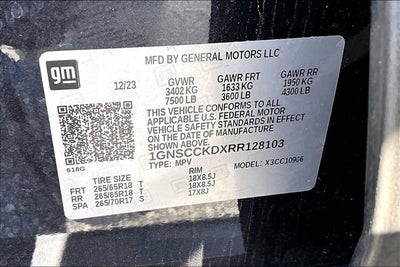 gm
MFD BY GENERAL MOTORS LLC
12/23 GVWR GAWR FRT GAWR RR
3402 KG 1633 KG 1950 KG
7500 LB 3600 LB 4300 LB
THIS VEHICLE CONFORMS TO ALL
APPLICABLE U.S. FEDERAL MOTOR
VEHICLE SAFETY STANDARDS IN EFFECT ON
THE DATE OF MANUFACTURE SHOWN ABOVE.
1GNSCCKDXRR128103
618G TYPE: MPV MODEL: X3CC10906
TIRE SIZE RIM
FRT 265/65R18 T 18X8.5J
RR 265/65R18 T 18X8.5J
SPA 265/70R17 S 17X8J